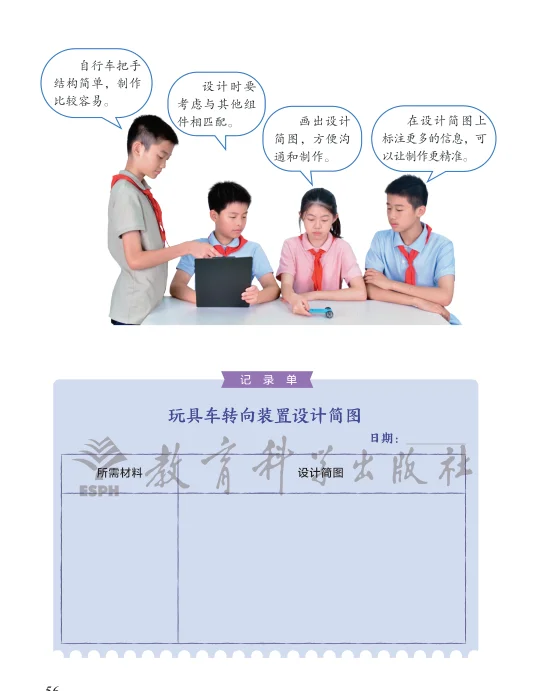 自行车把手
结构简单，制作
比较容易。
设计时要
考虑与其他组
件相匹配。
画出设计
简图，方便沟
通和制作。
在设计简图上
标注更多的信息，可
以让制作更精准。
记 录 单
玩具车转向装置设计简图
日期：
所需材料
设计简图
ESPH
教育科学出版社
56